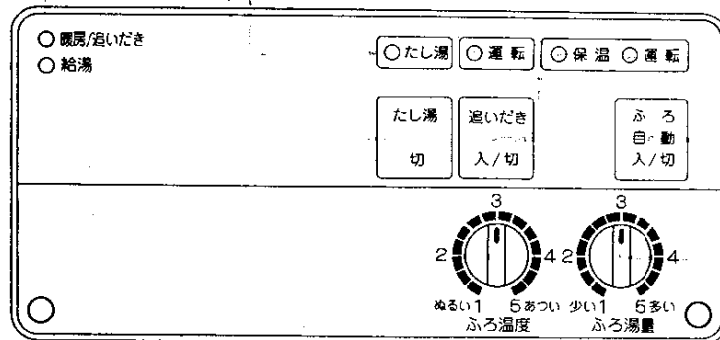 暖房/追いだき
給湯
たし湯 運転 保温 運転
たし湯
切
追いだき
入/切
ふろ
自動
入/切
3
2 4
ぬるい1 5あつい
ふろ温度
3
2 4
少い1 5多い
ふろ湯量